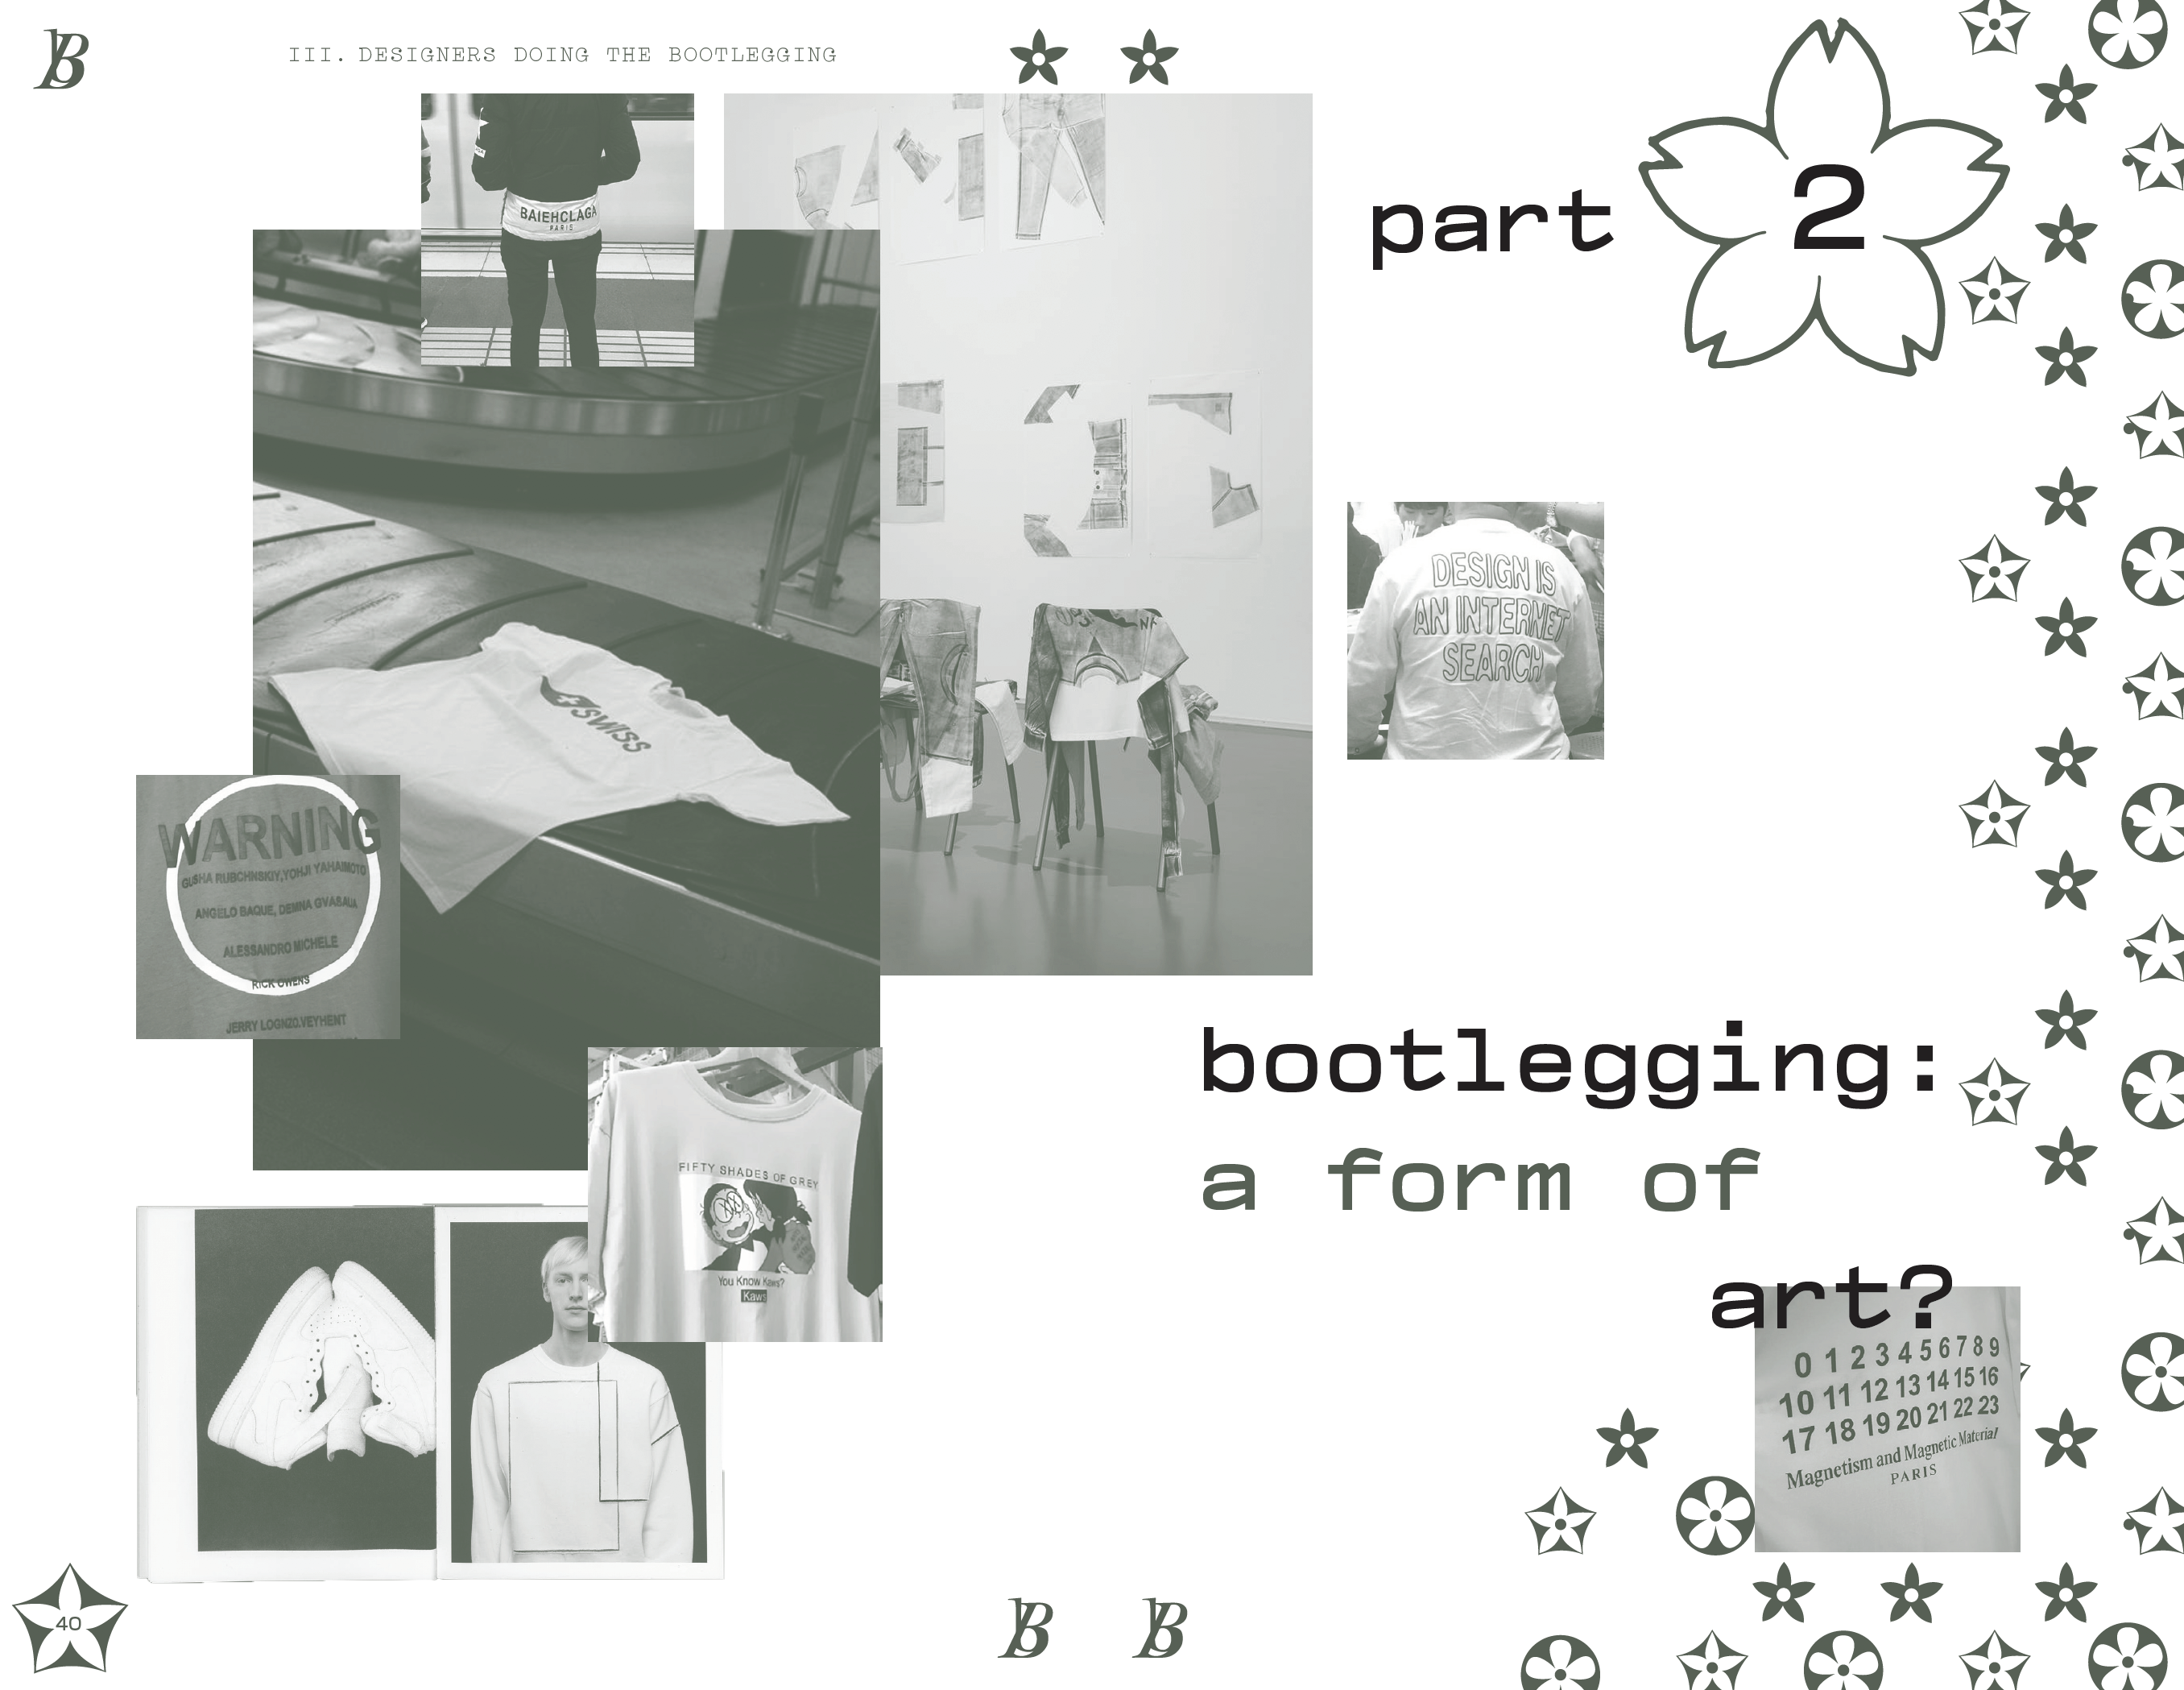 III. DESIGNERS DOING THE BOOTLEGGING
part 2
BAIEHCLAGA
PARIS
SWISS
DESIGN IS
AN INTERNET
SEARCH
WARNING
GUSHA RUBCHNSKIY,YOHJI YAHAIMOTO
ANGELO BAQUE, DEMNA GVASALIA
ALESSANDRO MICHELE
RICK OWENS
JERRY LOGNZO.VEYHENT
bootlegging:
a form of
art?
FIFTY SHADES OF GREY
You Know Kaws?
Kaws
0 1 2 3 4 5 6 7 8 9
10 11 12 13 14 15 16
17 18 19 20 21 22 23
Magnetism and Magnetic Material
PARIS
40
B B